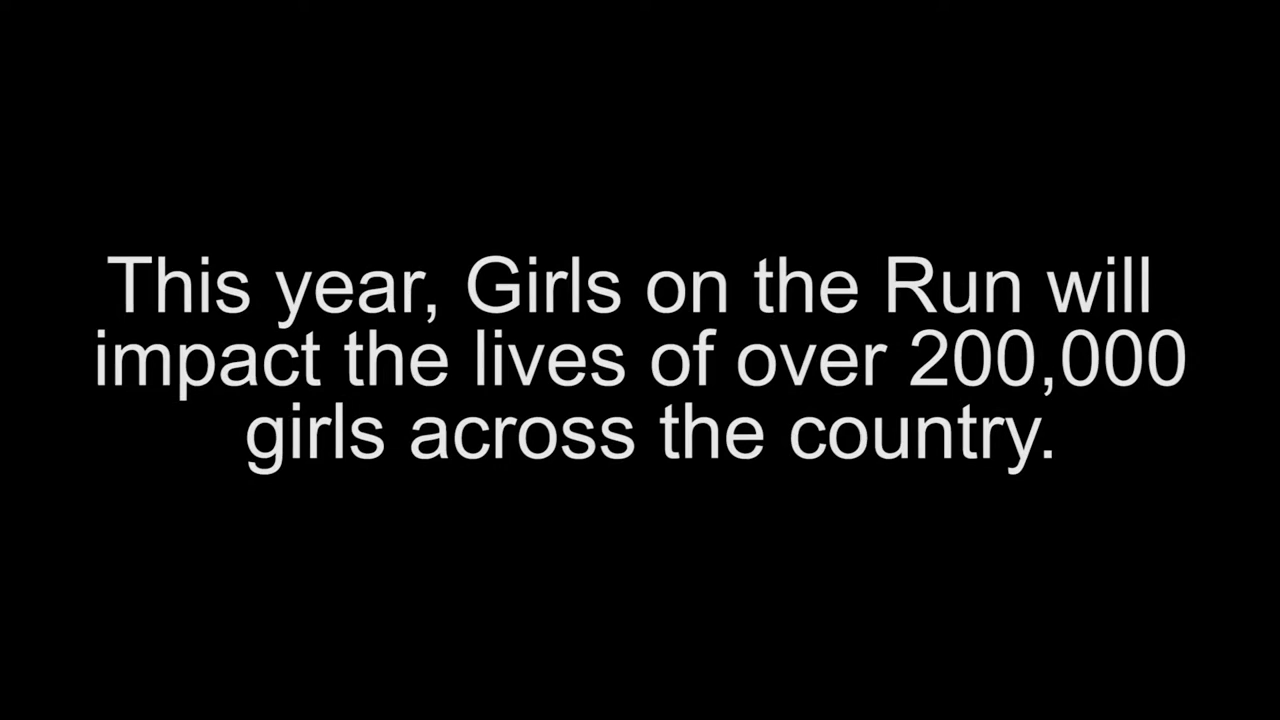 This year, Girls on the Run will
impact the lives of over 200,000
girls across the country.